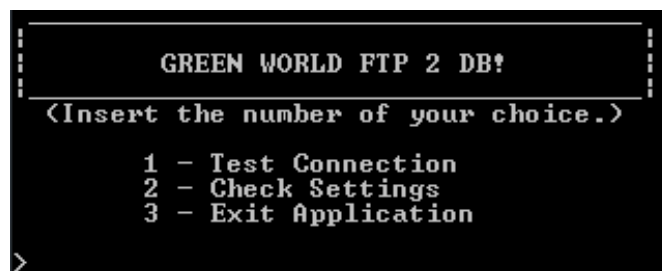 GREEN WORLD FTP 2 DB!
(Insert the number of your choice.)
1 - Test Connection
2 - Check Settings
3 - Exit Application
>